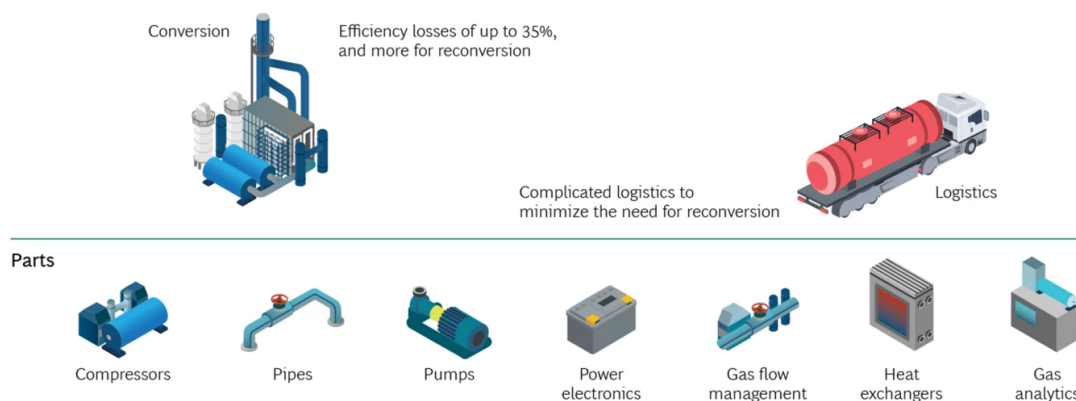 Conversion
Efficiency losses of up to 35%,
and more for reconversion
Complicated logistics to
minimize the need for reconversion
Logistics
Parts
Compressors
Pipes
Pumps
Power
electronics
Gas flow
management
Heat
exchangers
Gas
analytics